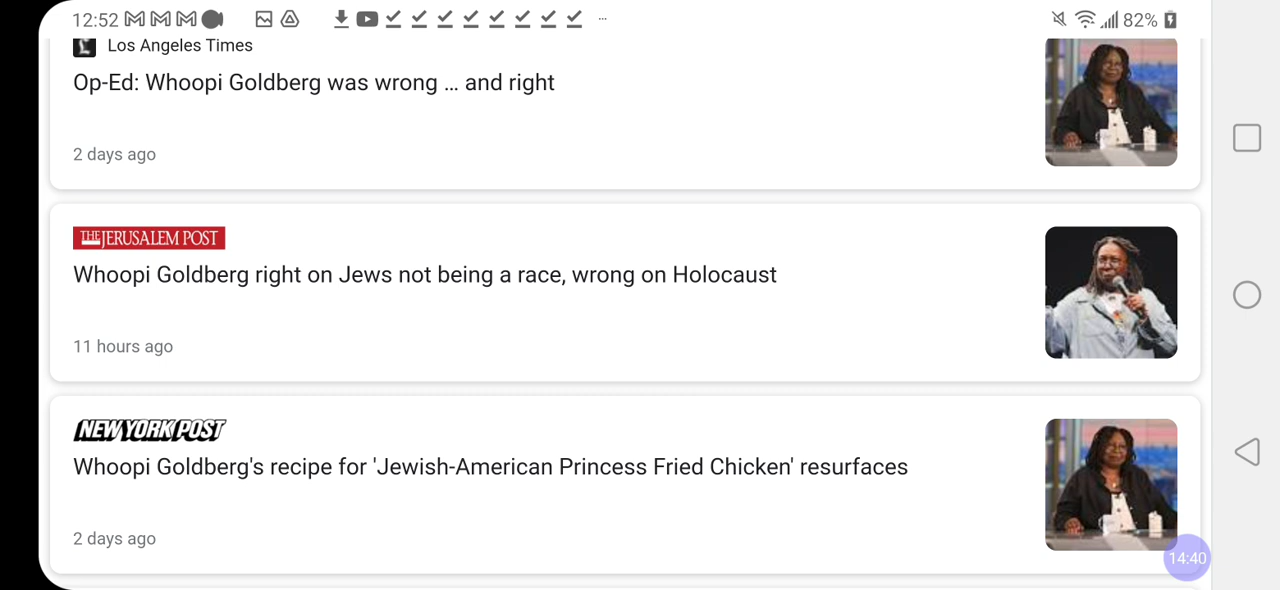 12:52
82%
Los Angeles Times
Op-Ed: Whoopi Goldberg was wrong ... and right
2 days ago
THE JERUSALEM POST
Whoopi Goldberg right on Jews not being a race, wrong on Holocaust
11 hours ago
NEW YORK POST
Whoopi Goldberg's recipe for 'Jewish-American Princess Fried Chicken' resurfaces
2 days ago
14:40